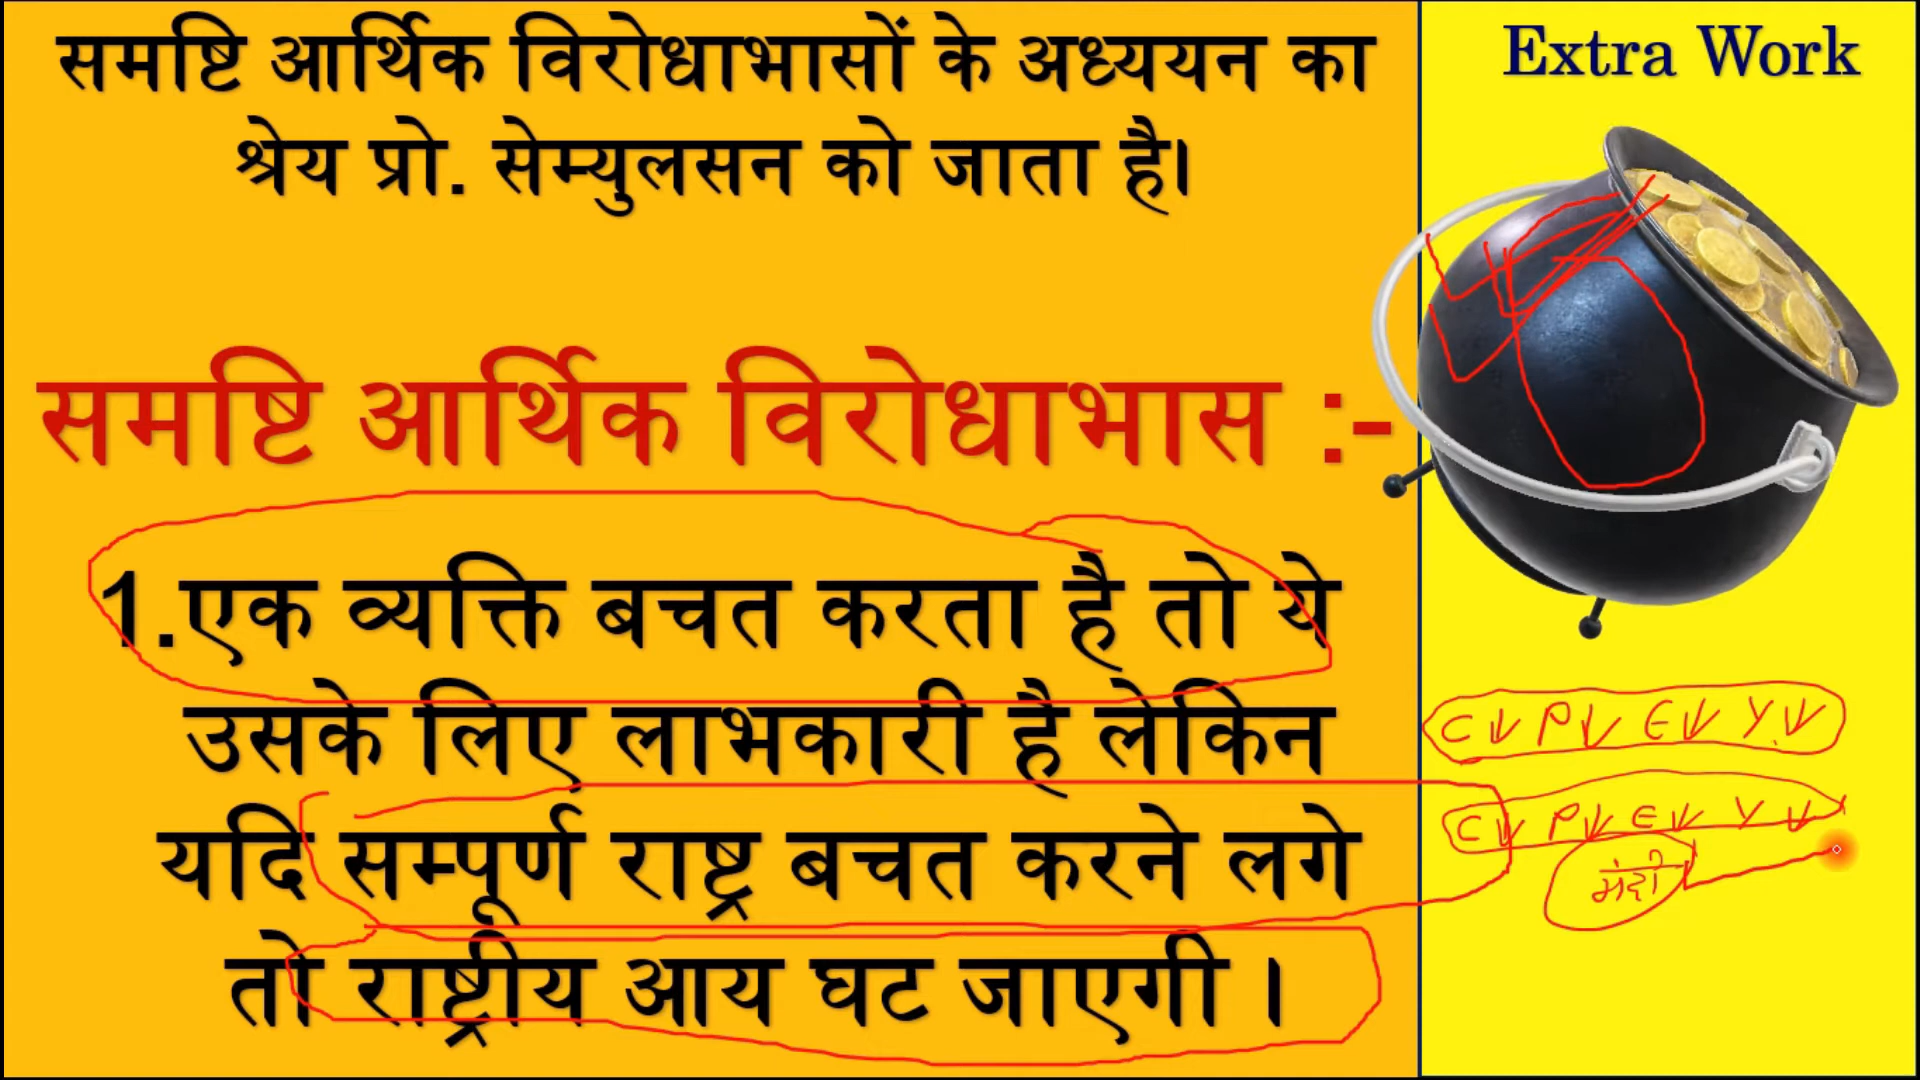 समष्टि आर्थिक विरोधाभासों के अध्ययन का
श्रेय प्रो. सेम्युलसन को जाता है।
समष्टि आर्थिक विरोधाभास :-
1.एक व्यक्ति बचत करता है तो ये
उसके लिए लाभकारी है लेकिन
यदि सम्पूर्ण राष्ट्र बचत करने लगे
तो राष्ट्रीय आय घट जाएगी ।
Extra Work
C↓ P↓ E↓ Y↓
C↓ P↓ E↓ Y↓
मंदी